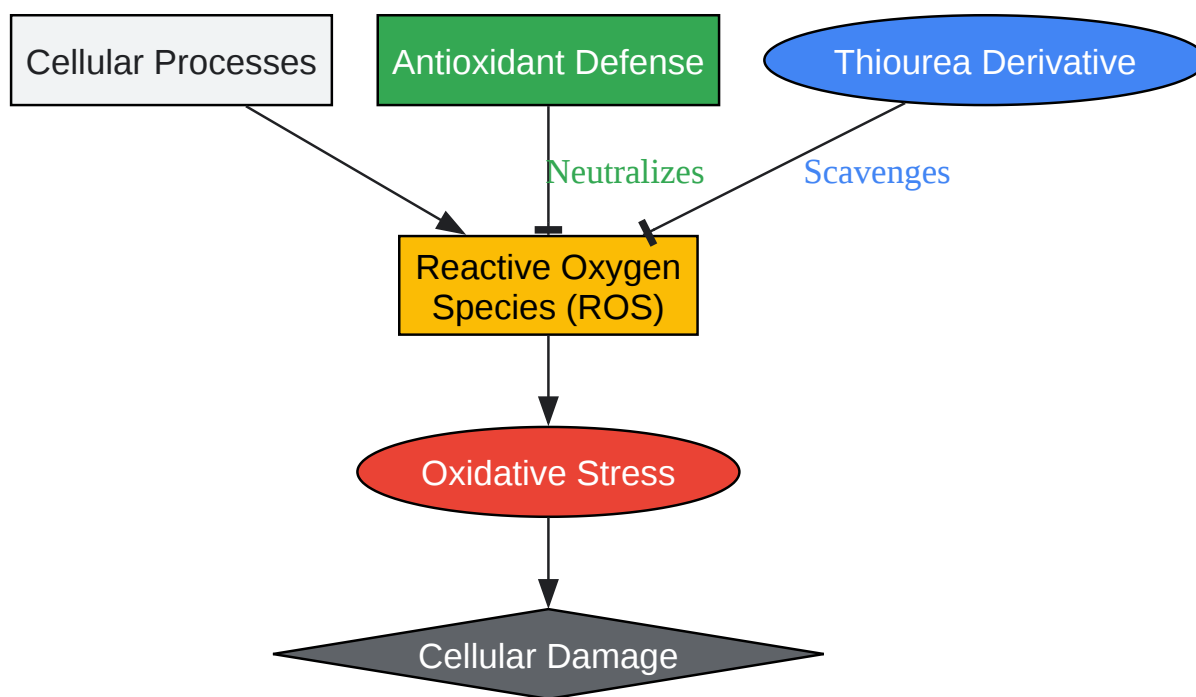 Cellular Processes
Antioxidant Defense
Thiourea Derivative
Neutralizes
Scavenges
Reactive Oxygen
Species (ROS)
Oxidative Stress
Cellular Damage